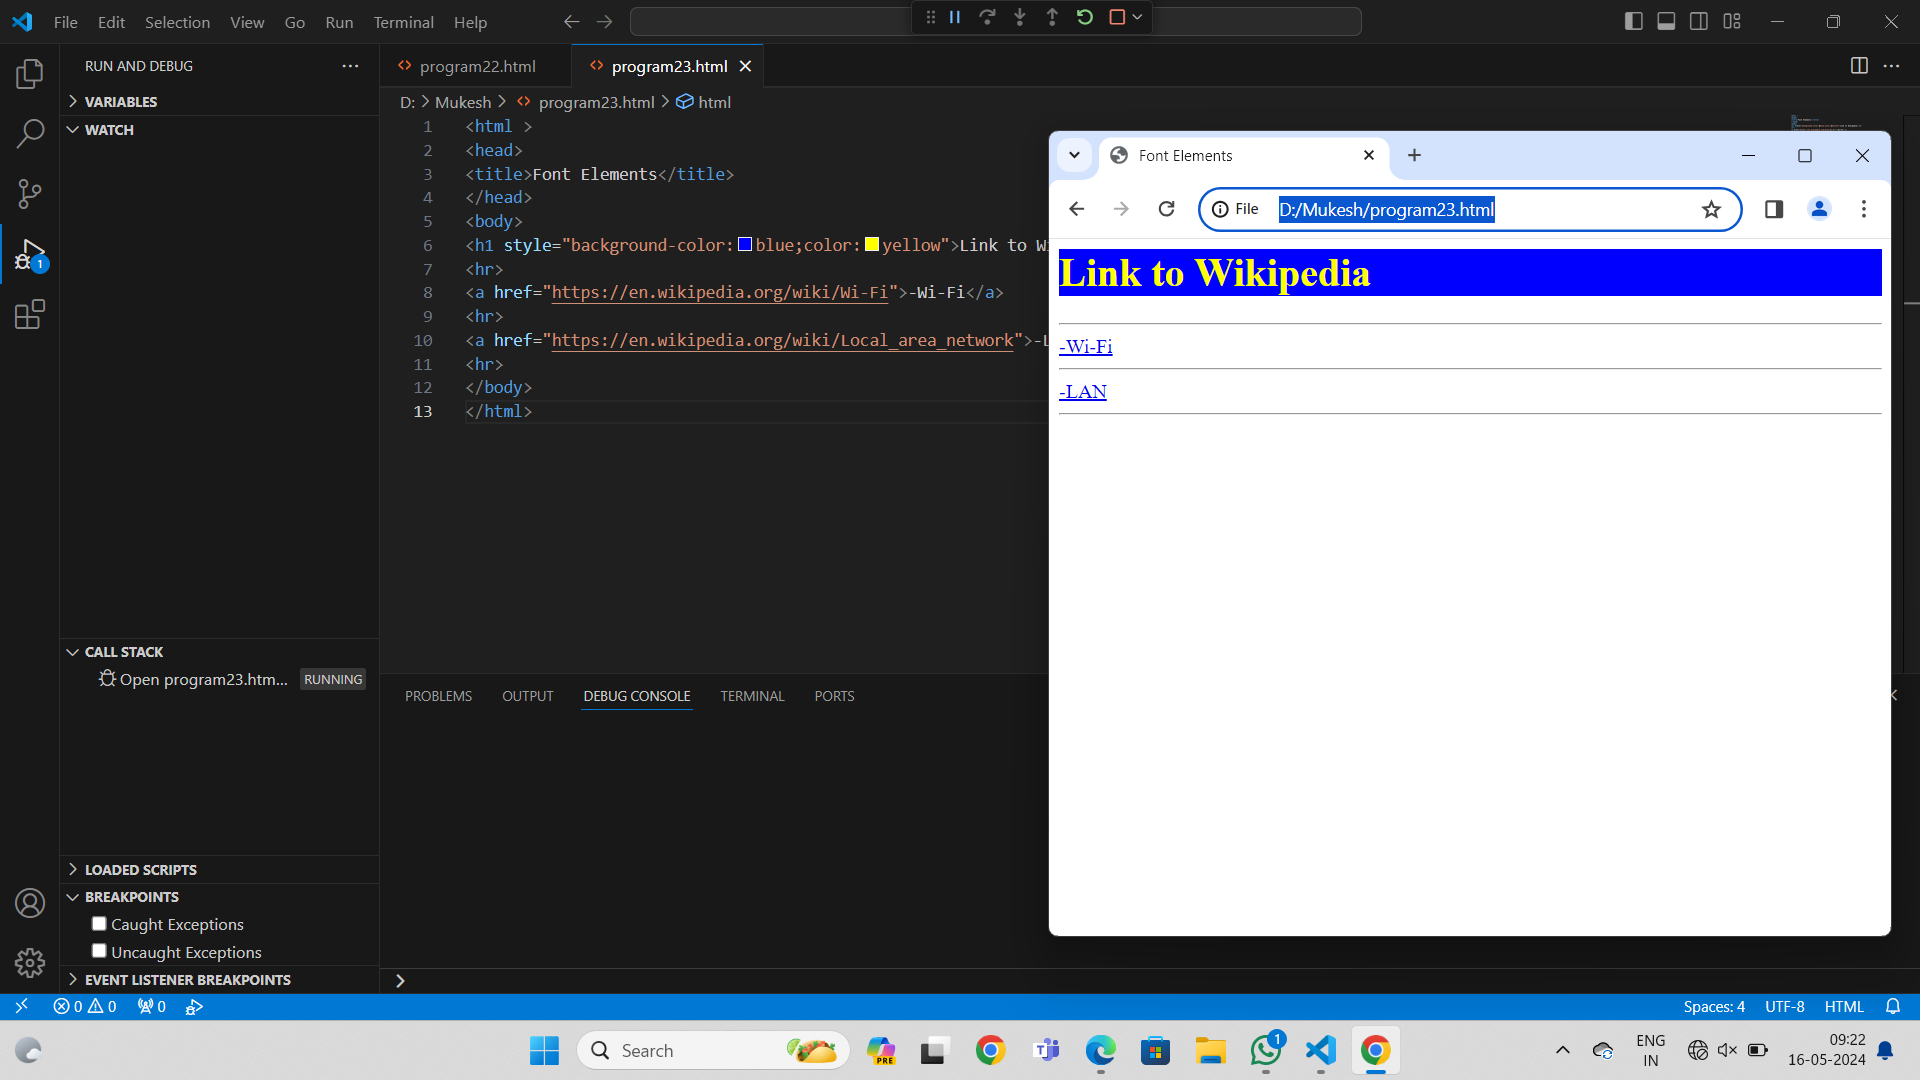 File Edit Selection View Go Run Terminal Help
RUN AND DEBUG
VARIABLES
WATCH
CALL STACK
Open program23.htm... RUNNING
LOADED SCRIPTS
BREAKPOINTS
Caught Exceptions
Uncaught Exceptions
EVENT LISTENER BREAKPOINTS
1
program22.html program23.html
D: > Mukesh > program23.html > html
1 <html >
2 <head>
3 <title>Font Elements</title>
4 </head>
5 <body>
6 <h1 style="background-color:blue;color:yellow">Link to W
7 <hr>
8 <a href="https://en.wikipedia.org/wiki/Wi-Fi">-Wi-Fi</a>
9 <hr>
10 <a href="https://en.wikipedia.org/wiki/Local_area_network">-L
11 <hr>
12 </body>
13 </html>
PROBLEMS OUTPUT DEBUG CONSOLE TERMINAL PORTS
Font Elements
File D:/Mukesh/program23.html
Link to Wikipedia
-Wi-Fi
-LAN
0 0 0
Spaces: 4 UTF-8 HTML
Search
PRE
1
ENG
IN
09:22
16-05-2024